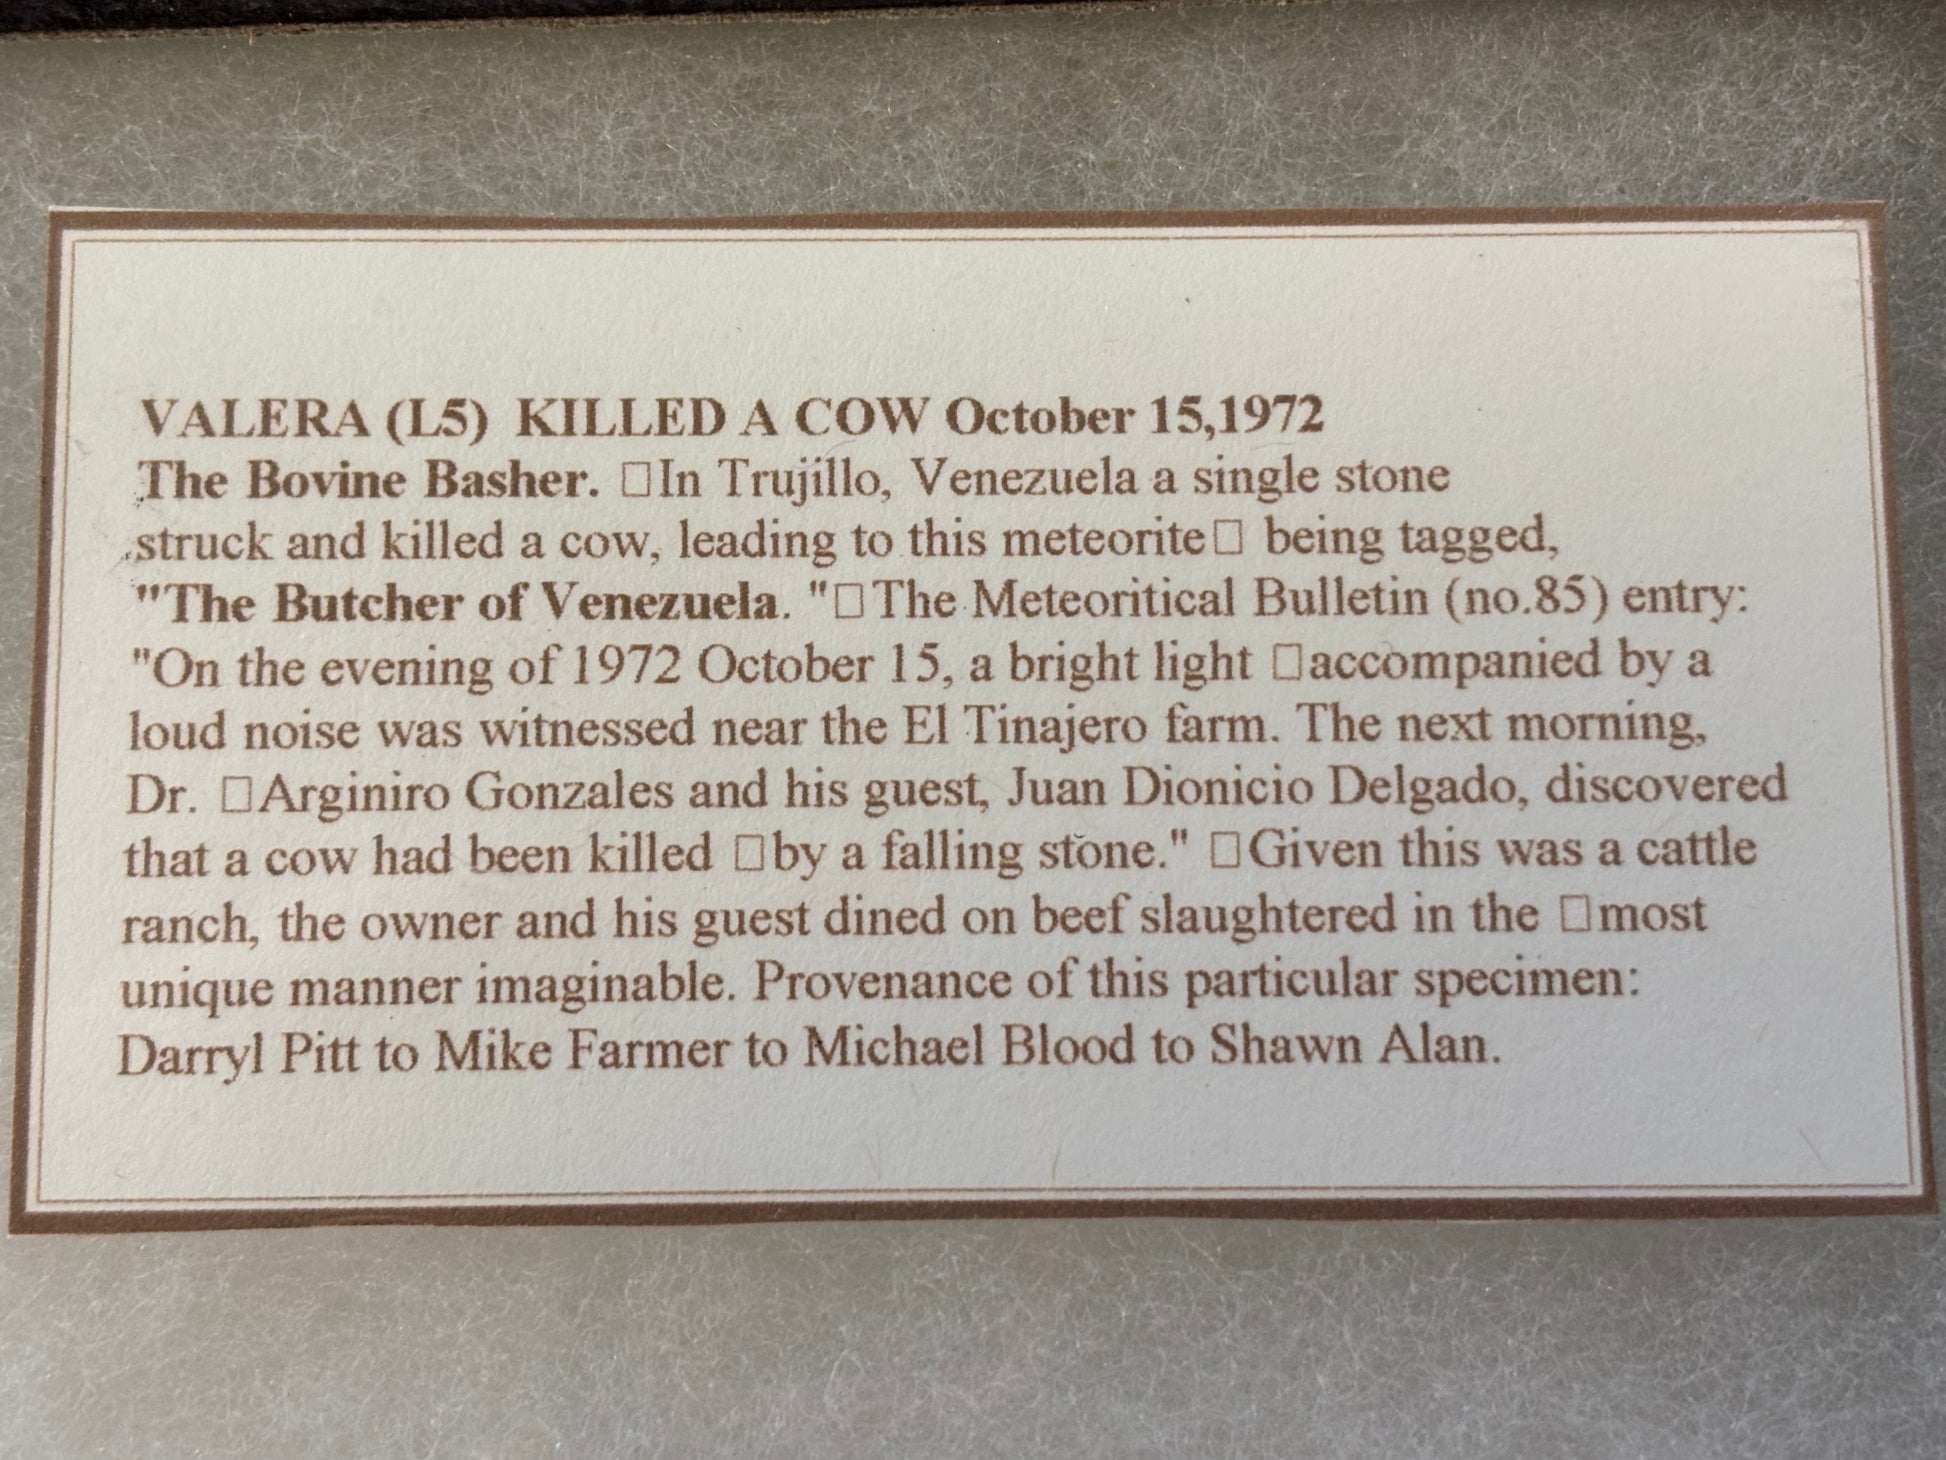 VALERA (L5) KILLED A COW October 15,1972
The Bovine Basher. □In Trujillo, Venezuela a single stone
struck and killed a cow, leading to this meteorite□ being tagged,
"The Butcher of Venezuela. "□The Meteoritical Bulletin (no.85) entry:
"On the evening of 1972 October 15, a bright light □accompanied by a
loud noise was witnessed near the El Tinajero farm. The next morning,
Dr. □Arginiro Gonzales and his guest, Juan Dionicio Delgado, discovered
that a cow had been killed □by a falling stone." □Given this was a cattle
ranch, the owner and his guest dined on beef slaughtered in the □most
unique manner imaginable. Provenance of this particular specimen:
Darryl Pitt to Mike Farmer to Michael Blood to Shawn Alan.